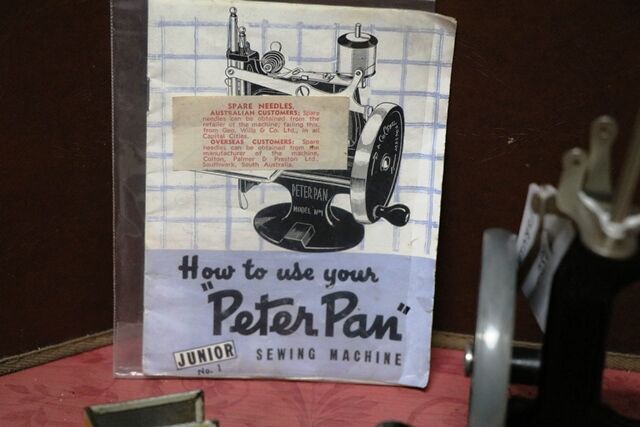 SPARE NEEDLES.
AUSTRALIAN CUSTOMERS: Spare
needles can be obtained from the
retailer of the machine; failing this,
from Geo. Wills & Co. Ltd., in all
Capital Cities.
OVERSEAS CUSTOMERS: Spare
needles can be obtained from the
manufacturer of the machine,
Colton, Palmer & Preston Ltd.,
Southwark, South Australia.
PETER PAN
MODEL No 1
How to use your
"Peter Pan"
JUNIOR SEWING MACHINE
No. 1